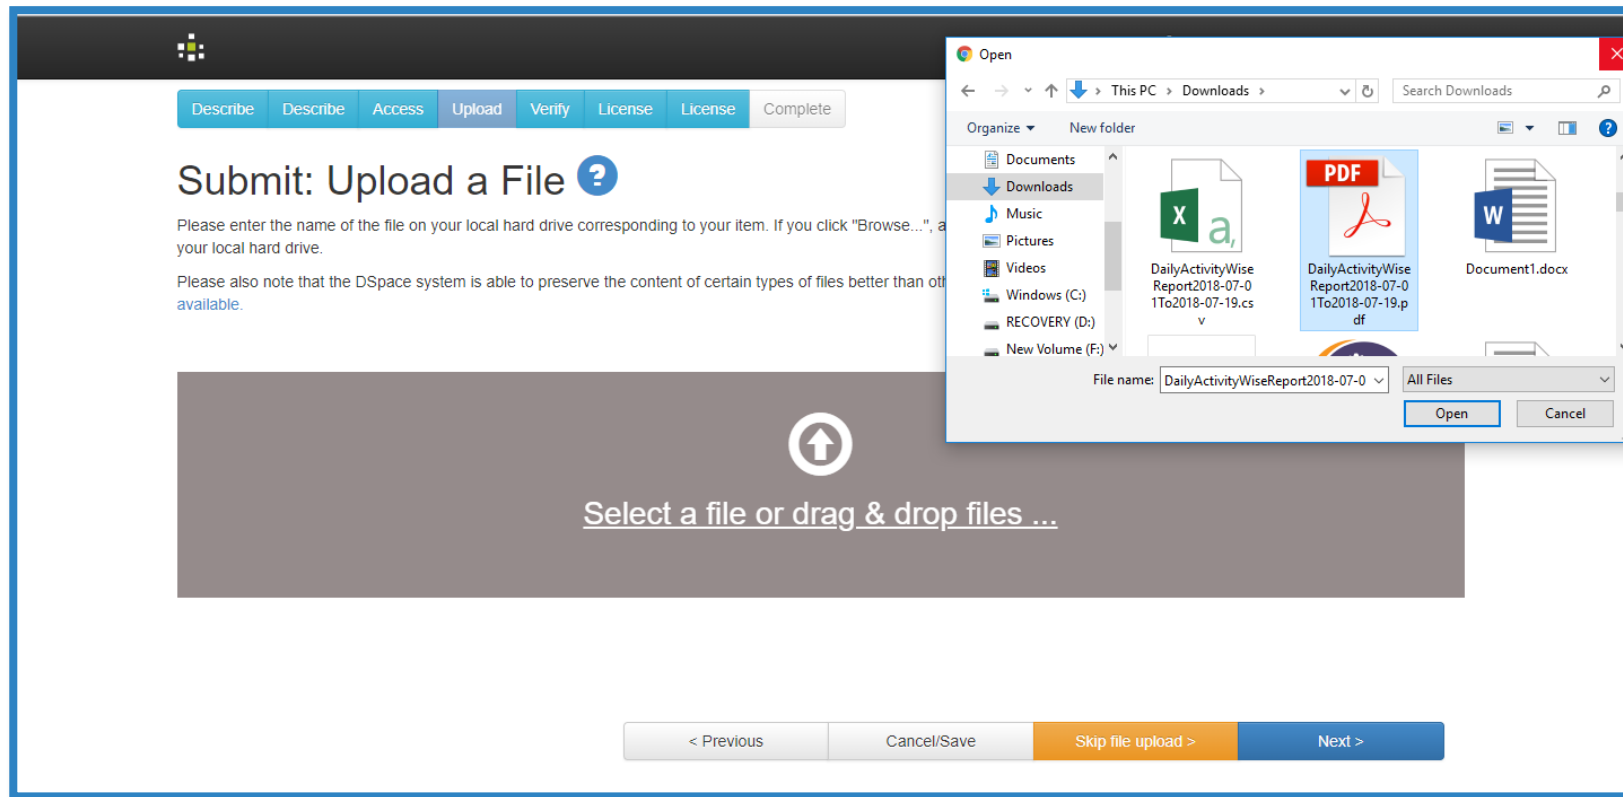 Describe
Describe
Access
Upload
Verify
License
License
Complete
Submit: Upload a File ?
Please enter the name of the file on your local hard drive corresponding to your item. If you click "Browse...", a
your local hard drive.
Please also note that the DSpace system is able to preserve the content of certain types of files better than oth
available.
Select a file or drag & drop files ...
< Previous
Cancel/Save
Skip file upload >
Next >
Open
This PC > Downloads >
Search Downloads
Organize
New folder
?
Documents
Downloads
Music
Pictures
Videos
Windows (C:)
RECOVERY (D:)
New Volume (F:)
X a,
DailyActivityWise
Report2018-07-0
1To2018-07-19.cs
v
PDF
DailyActivityWise
Report2018-07-0
1To2018-07-19.p
df
W
Document1.docx
File name:
DailyActivityWiseReport2018-07-0
All Files
Open
Cancel